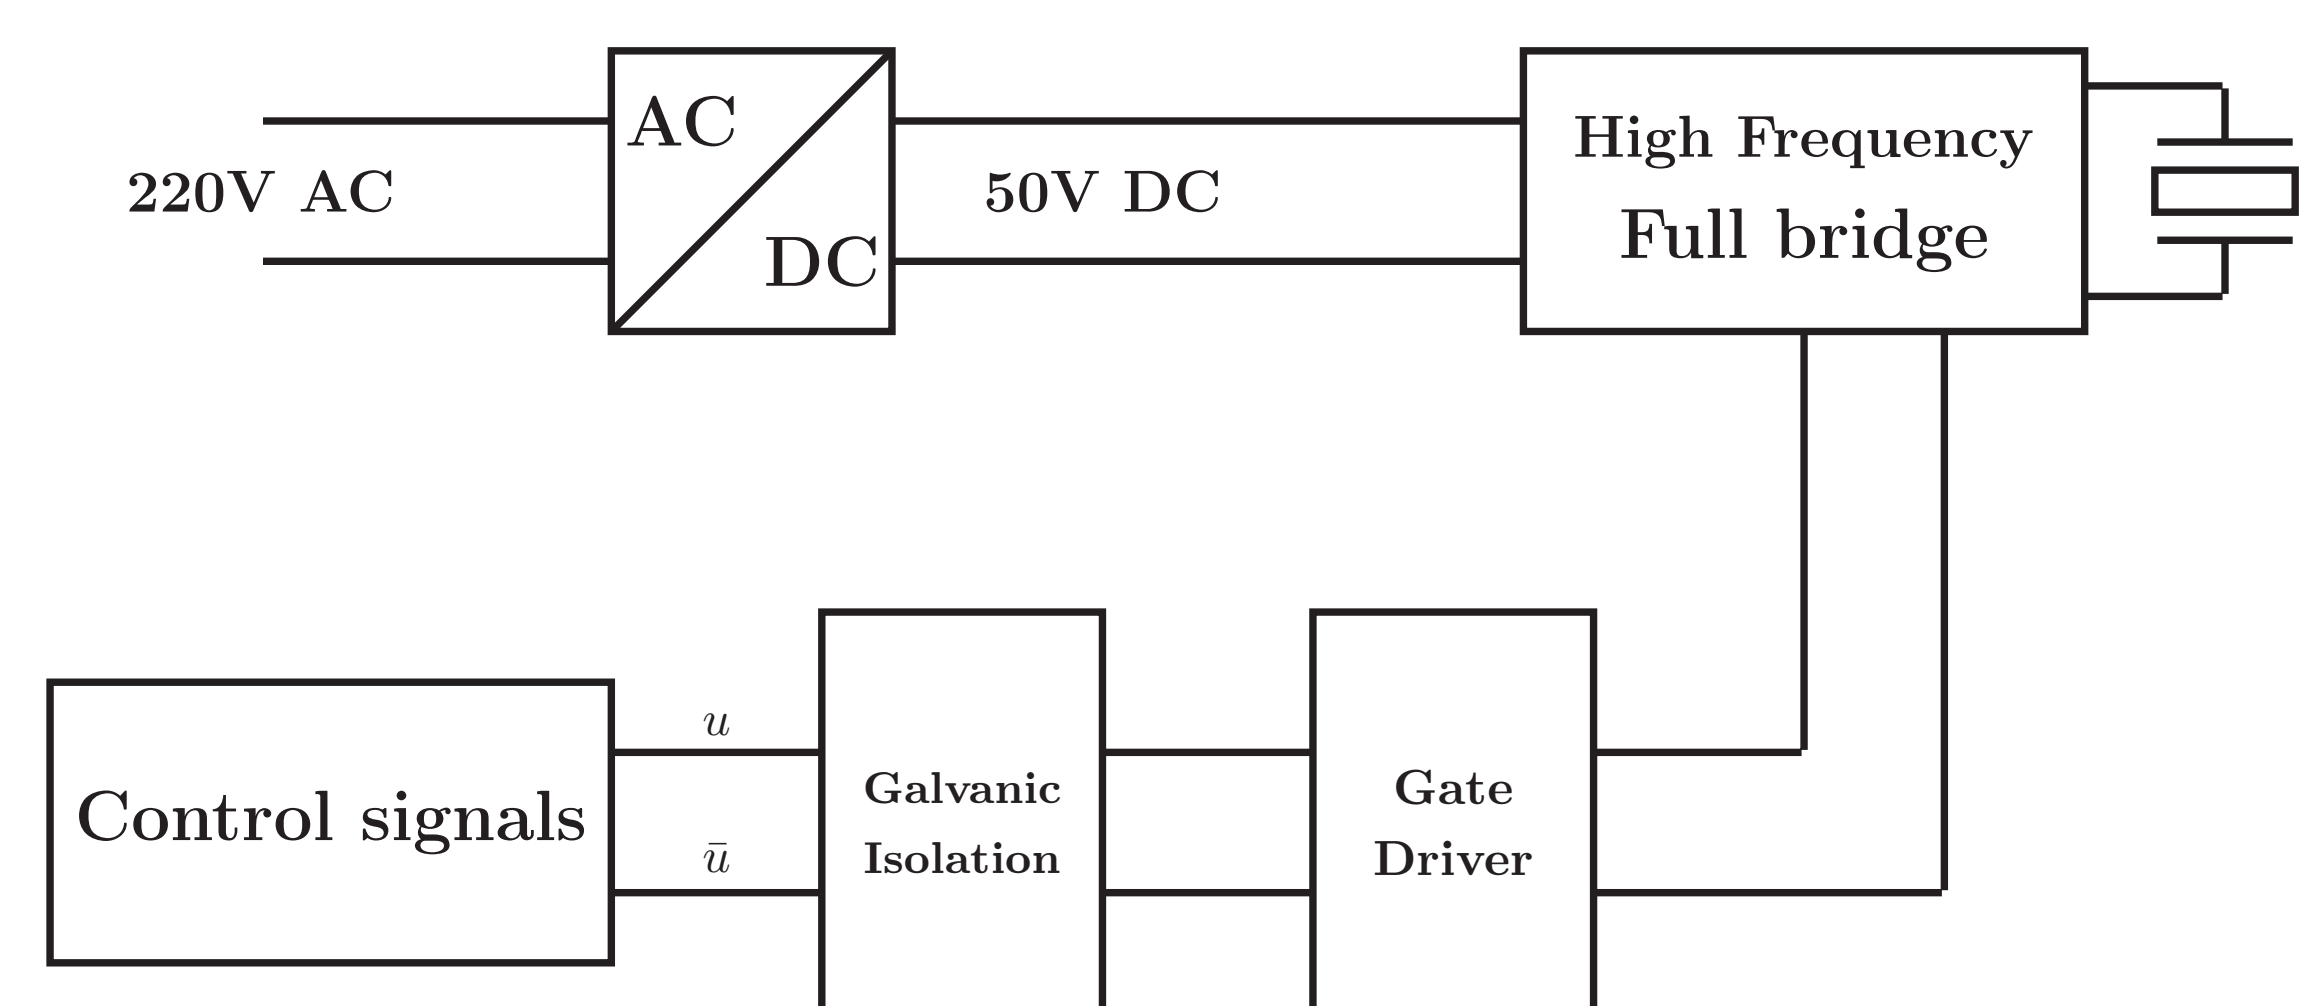 AC
DC
220V AC
50V DC
High Frequency
Full bridge
Control signals
u
ū
Galvanic
Isolation
Gate
Driver